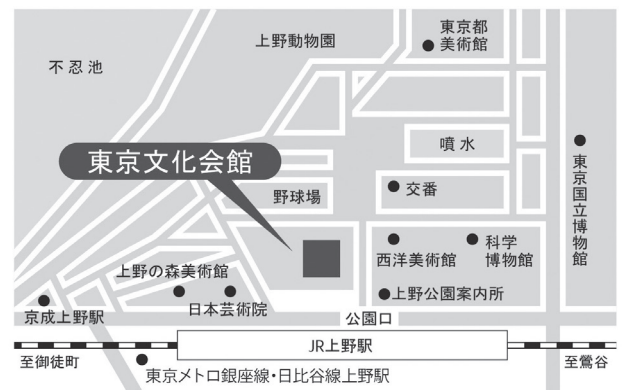 東京都
美術館
上野動物園
不忍池
噴水
東京文化会館
東京国立博物館
交番
野球場
西洋美術館
科学
博物館
上野の森美術館
上野公園案内所
日本芸術院
京成上野駅
公園口
JR上野駅
至御徒町
至鶯谷
東京メトロ銀座線・日比谷線上野駅